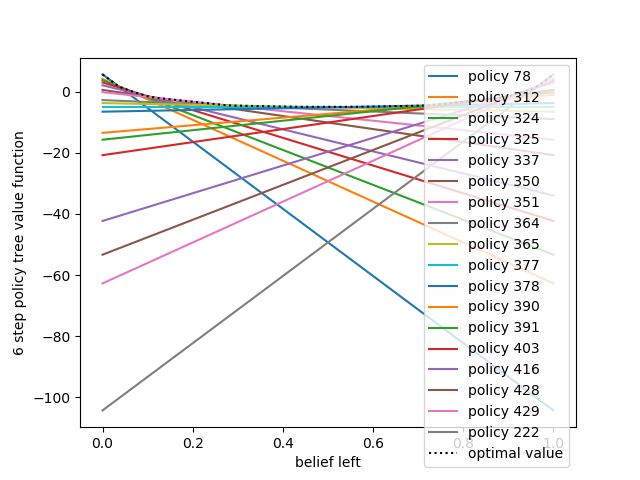 0
−20
−40
−60
−80
−100
6 step policy tree value function
0.0
0.2
0.4
0.6
0.8
1.0
belief left
policy 78
policy 312
policy 324
policy 325
policy 337
policy 350
policy 351
policy 364
policy 365
policy 377
policy 378
policy 390
policy 391
policy 403
policy 416
policy 428
policy 429
policy 222
optimal value